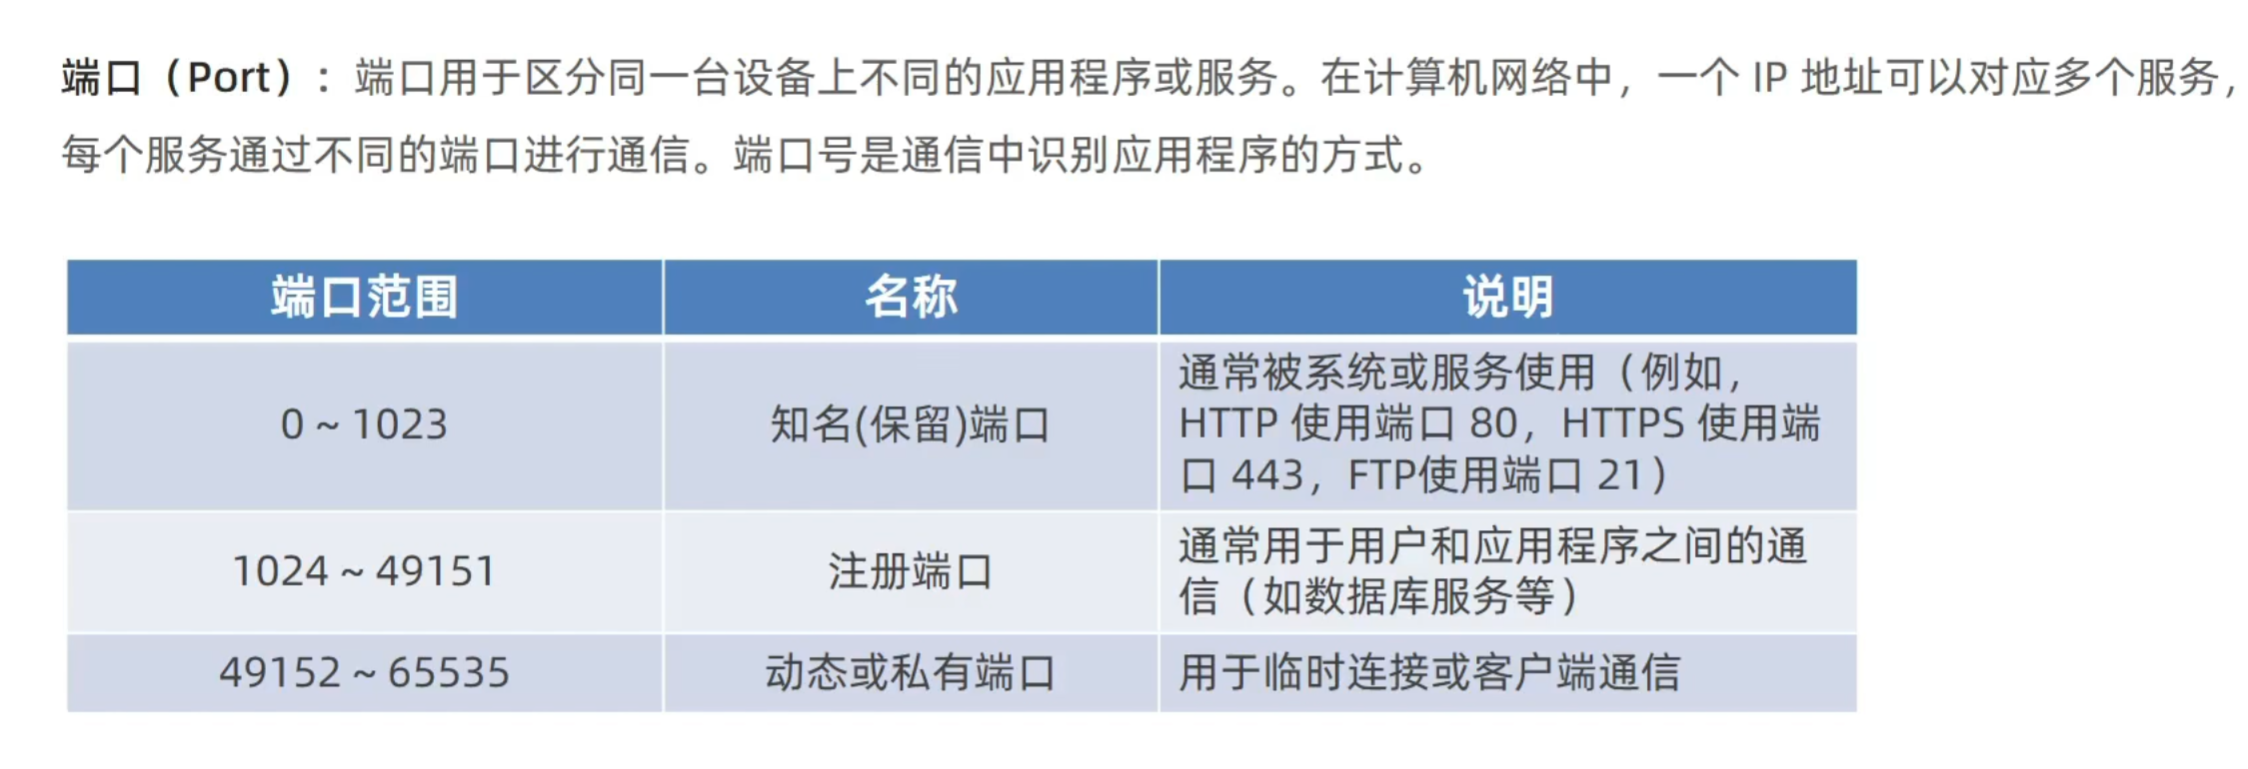 端口（Port）：端口用于区分同一台设备上不同的应用程序或服务。在计算机网络中，一个 IP 地址可以对应多个服务，
每个服务通过不同的端口进行通信。端口号是通信中识别应用程序的方式。
端口范围 名称 说明
0 ~ 1023
知名(保留)端口
通常被系统或服务使用（例如，
HTTP 使用端口 80，HTTPS 使用端
口 443，FTP使用端口 21）
1024 ~ 49151
注册端口
通常用于用户和应用程序之间的通
信（如数据库服务等）
49152 ~ 65535
动态或私有端口
用于临时连接或客户端通信